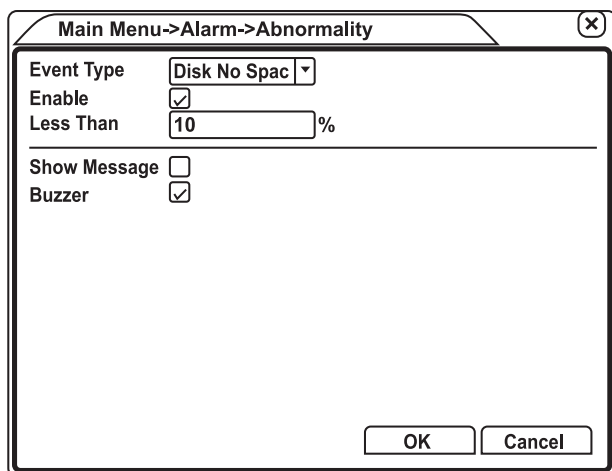 Main Menu->Alarm->Abnormality
Event Type Disk No Spac
Enable
Less Than 10 %
Show Message
Buzzer
OK Cancel